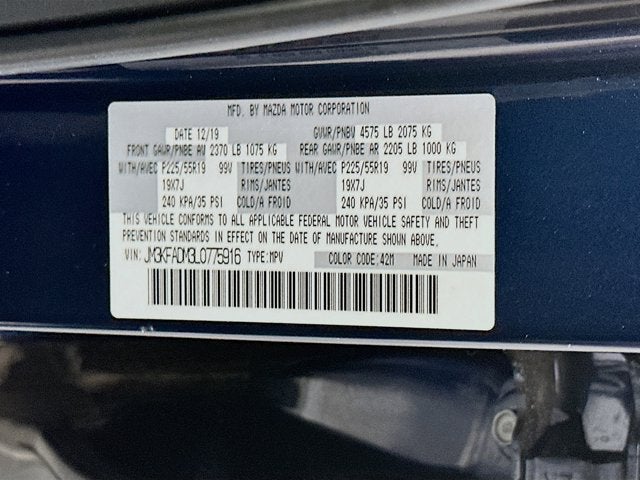 MFD. BY MAZDA MOTOR CORPORATION
DATE 12/19 GVWR/PNBV 4575 LB 2075 KG
FRONT GAWR/PNBE AV 2370 LB 1075 KG REAR GAWR/PNBE AR 2205 LB 1000 KG
WITH/AVEC P225/55R19 99V TIRES/PNEUS WITH/AVEC P225/55R19 99V TIRES/PNEUS
19X7J RIMS/JANTES 19X7J RIMS/JANTES
240 KPA/35 PSI COLD/A FROID 240 KPA/35 PSI COLD/A FROID
THIS VEHICLE CONFORMS TO ALL APPLICABLE FEDERAL MOTOR VEHICLE SAFETY AND THEFT
PREVENTION STANDARDS IN EFFECT ON THE DATE OF MANUFACTURE SHOWN ABOVE.
VIN: JM3KFADM3L0775916 TYPE:MPV COLOR CODE:42M MADE IN JAPAN